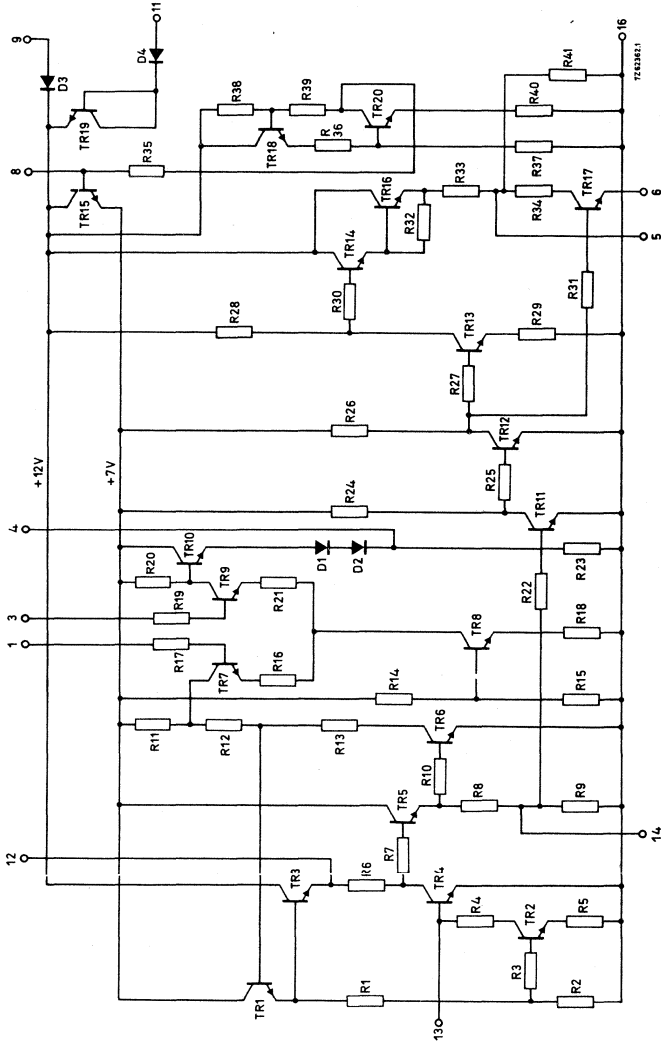 9
11
16
D3
D4
R41
7Z62362.1
R38
R39
TR20
R40
TR19
R
36
8
R35
TR18
R37
TR15
TR16
R33
R34
TR17
6
R32
5
TR14
R30
R31
R28
TR13
R29
R27
+12V
+7V
R26
TR12
R25
R24
TR11
4
R20
TR10
D1
D2
R23
R19
TR9
R21
R22
3
1
R17
TR8
R18
TR7
R16
R14
R15
R11
R12
R13
TR6
R10
TR5
R8
R9
R7
14
12
TR3
R6
TR4
R4
TR2
R5
R3
TR1
R1
R2
13